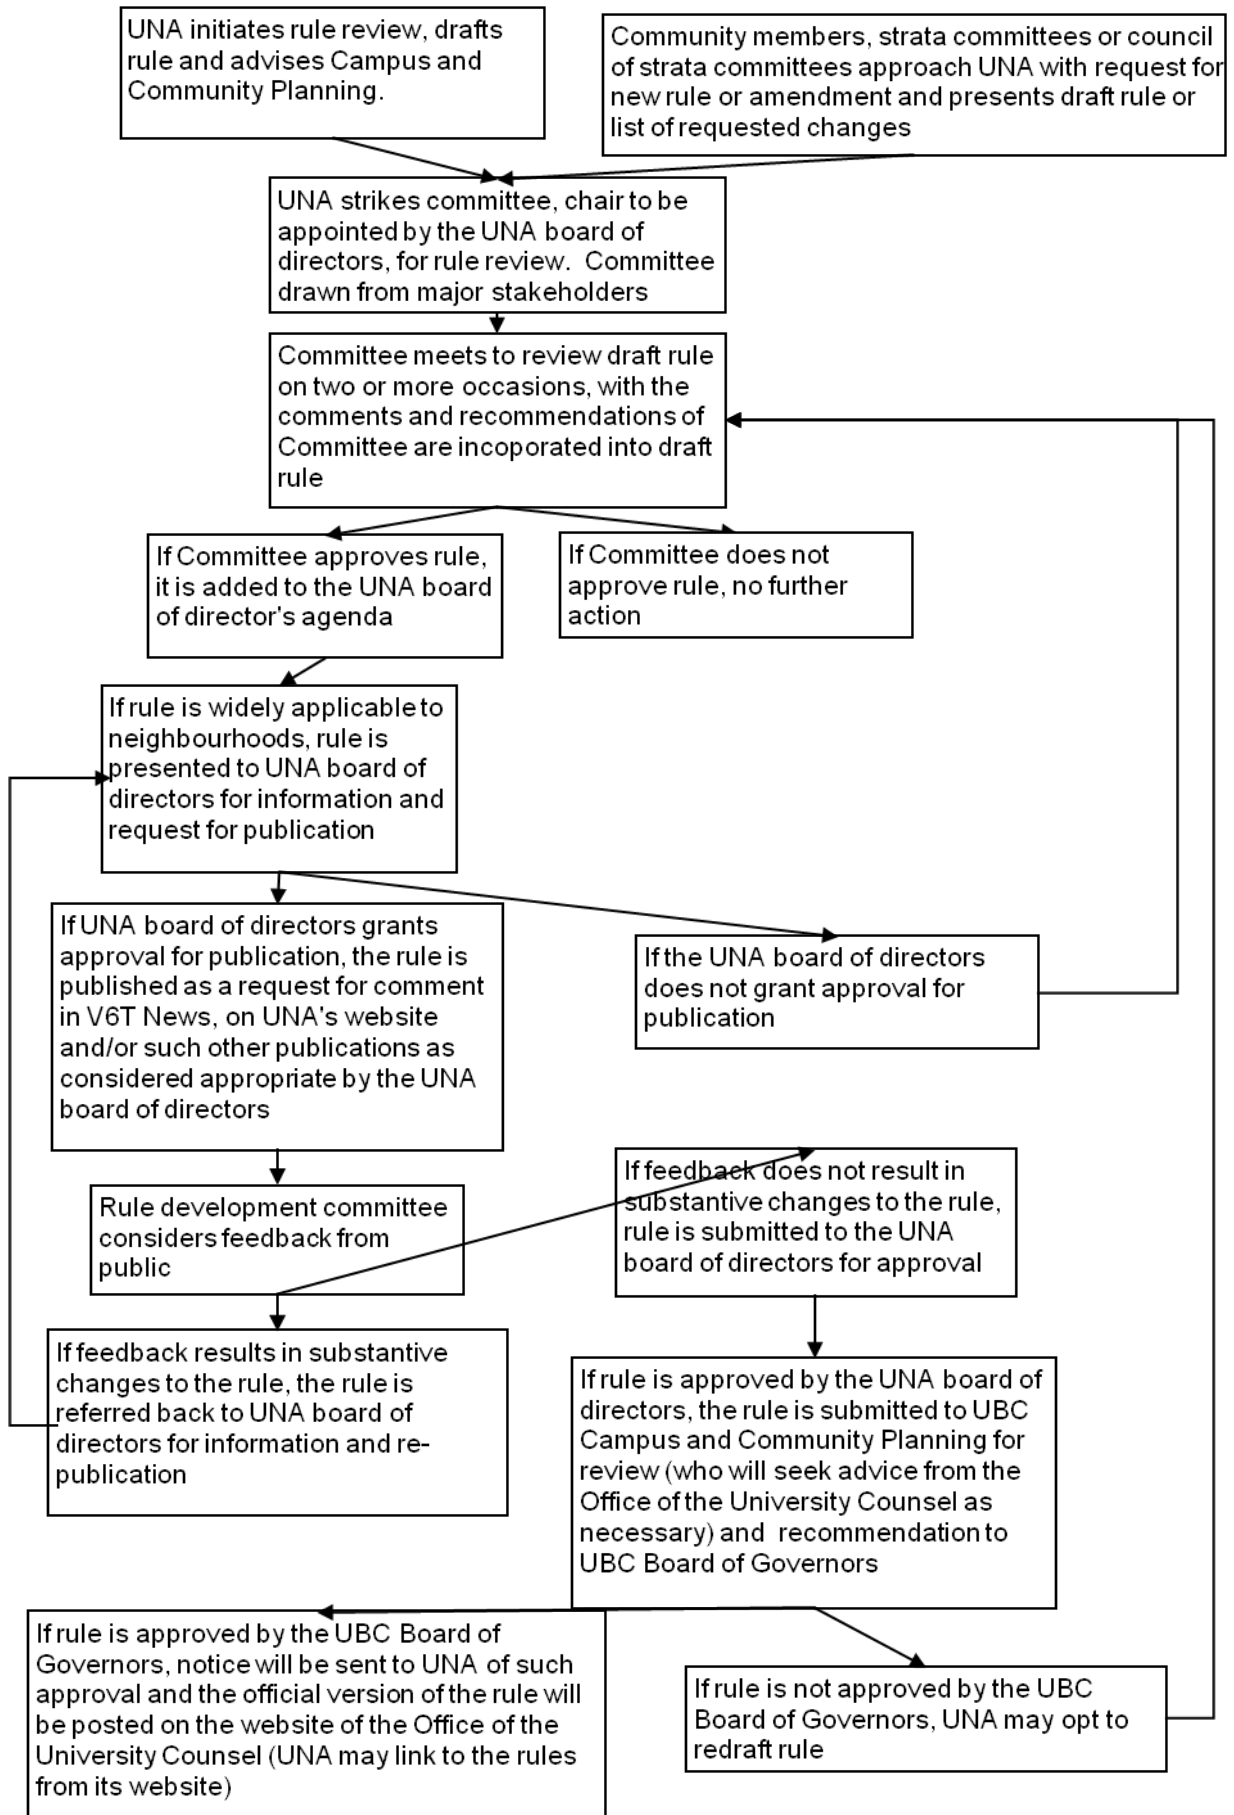 UNA initiates rule review, drafts
rule and advises Campus and
Community Planning.
Community members, strata committees or council
of strata committees approach UNA with request for
new rule or amendment and presents draft rule or
list of requested changes
UNA strikes committee, chair to be
appointed by the UNA board of
directors, for rule review.  Committee
drawn from major stakeholders
Committee meets to review draft rule
on two or more occasions, with the
comments and recommendations of
Committee are incoporated into draft
rule
If Committee approves rule,
it is added to the UNA board
of director's agenda
If Committee does not
approve rule, no further
action
If rule is widely applicable to
neighbourhoods, rule is
presented to UNA board of
directors for information and
request for publication
If UNA board of directors grants
approval for publication, the rule is
published as a request for comment
in V6T News, on UNA's website
and/or such other publications as
considered appropriate by the UNA
board of directors
If the UNA board of directors
does not grant approval for
publication
Rule development committee
considers feedback from
public
If feedback does not result in
substantive changes to the rule,
rule is submitted to the UNA
board of directors for approval
If feedback results in substantive
changes to the rule, the rule is
referred back to UNA board of
directors for information and re-
publication
If rule is approved by the UNA board of
directors, the rule is submitted to UBC
Campus and Community Planning for
review (who will seek advice from the
Office of the University Counsel as
necessary) and  recommendation to
UBC Board of Governors
If rule is approved by the UBC Board of
Governors, notice will be sent to UNA of such
approval and the official version of the rule will
be posted on the website of the Office of the
University Counsel (UNA may link to the rules
from its website)
If rule is not approved by the UBC
Board of Governors, UNA may opt to
redraft rule